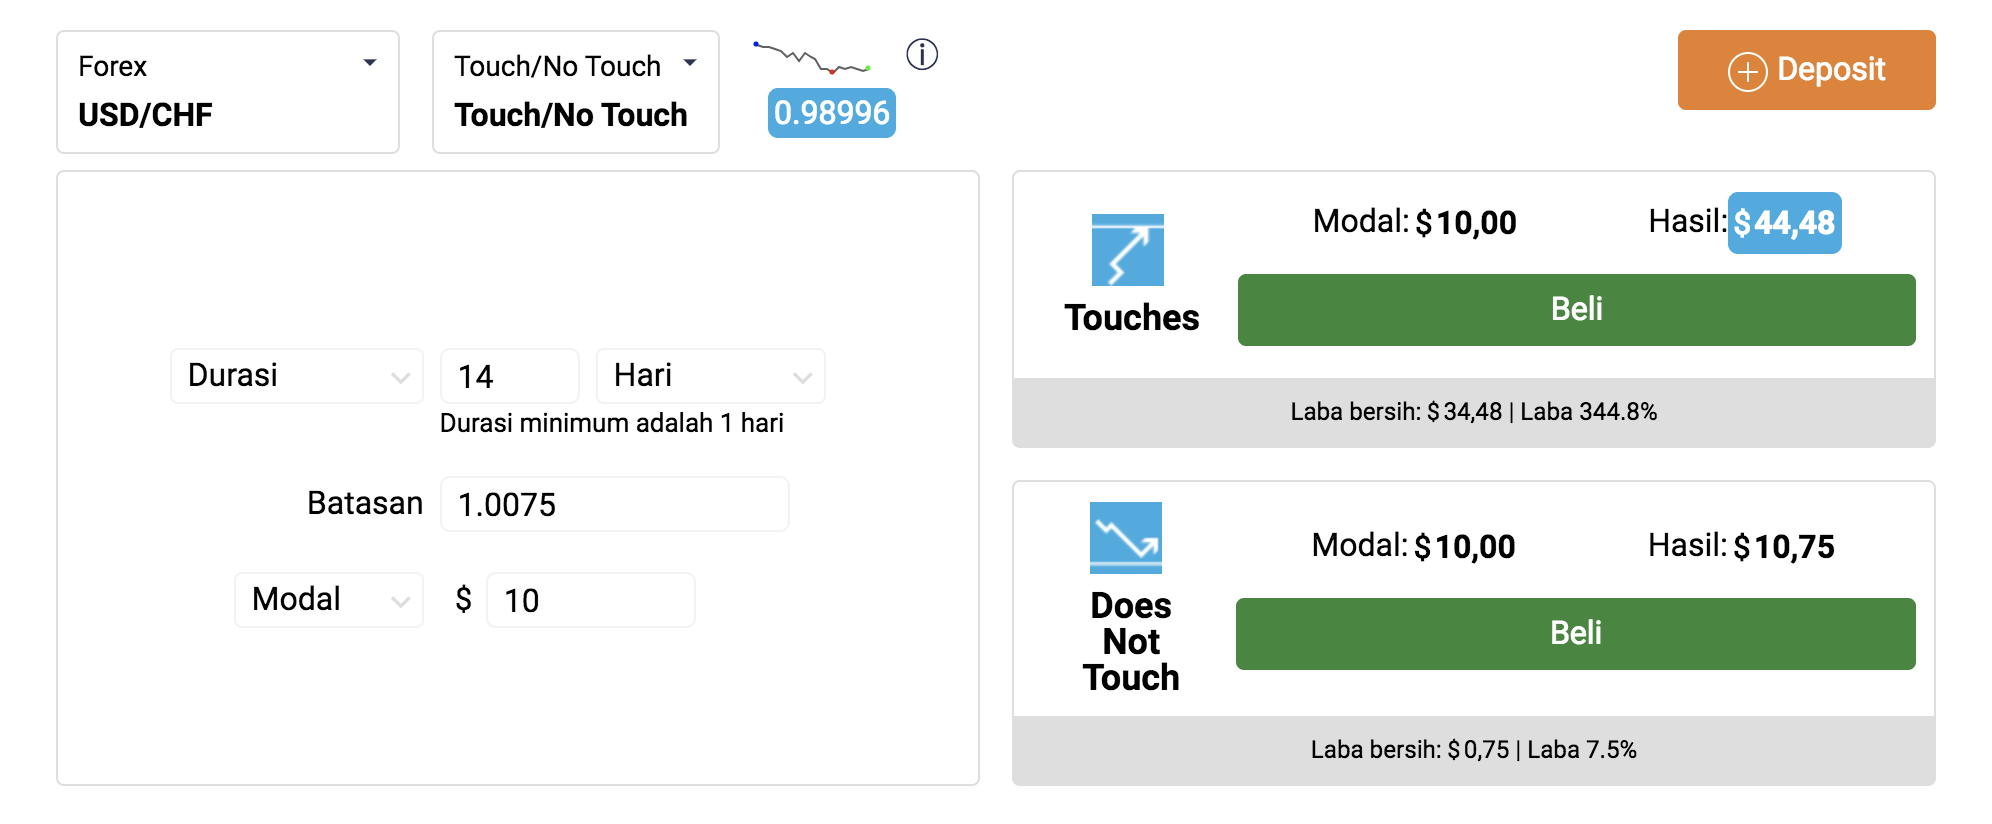 Forex
USD/CHF
Touch/No Touch
Touch/No Touch
0.98996
Deposit
Durasi 14 Hari
Durasi minimum adalah 1 hari
Batasan 1.0075
Modal $ 10
Touches
Modal: $ 10,00 Hasil: $ 44,48
Beli
Laba bersih: $ 34,48 | Laba 344.8%
Does
Not
Touch
Modal: $ 10,00 Hasil: $ 10,75
Beli
Laba bersih: $ 0,75 | Laba 7.5%